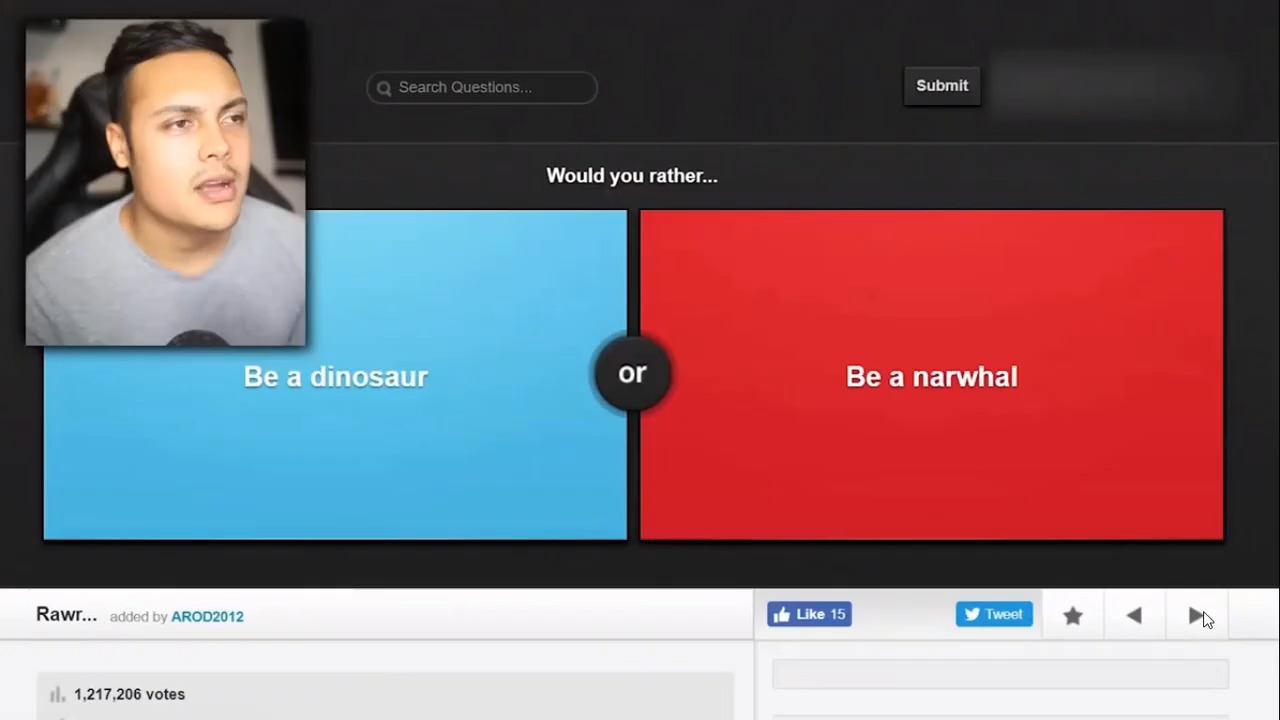 Search Questions...
Submit
Would you rather...
Be a dinosaur
or
Be a narwhal
Rawr... added by AROD2012
Like 15
Tweet
1,217,206 votes